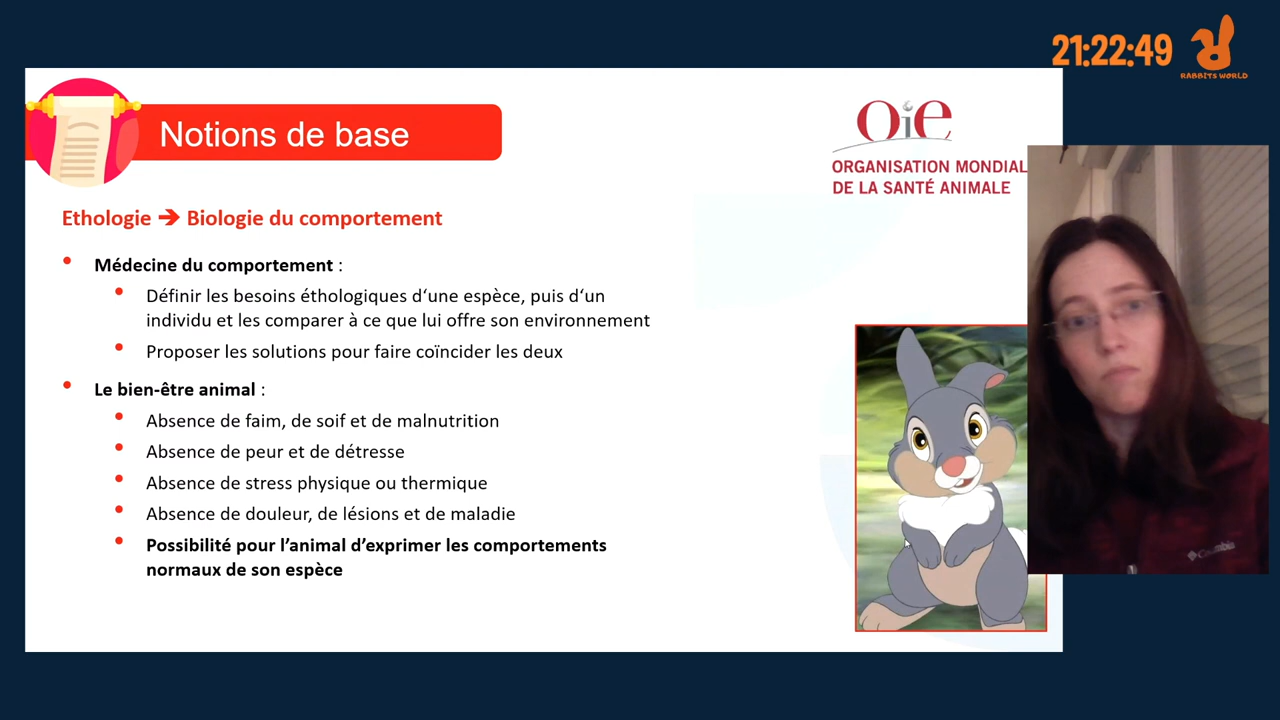 21:22:49
RABBITS WORLD
Notions de base
oie
ORGANISATION MONDIAL
DE LA SANTÉ ANIMALE
Ethologie ➔ Biologie du comportement
• Médecine du comportement :
• Définir les besoins éthologiques d‘une espèce, puis d‘un
individu et les comparer à ce que lui offre son environnement
• Proposer les solutions pour faire coïncider les deux
• Le bien-être animal :
• Absence de faim, de soif et de malnutrition
• Absence de peur et de détresse
• Absence de stress physique ou thermique
• Absence de douleur, de lésions et de maladie
• Possibilité pour l’animal d’exprimer les comportements
normaux de son espèce
Columbia